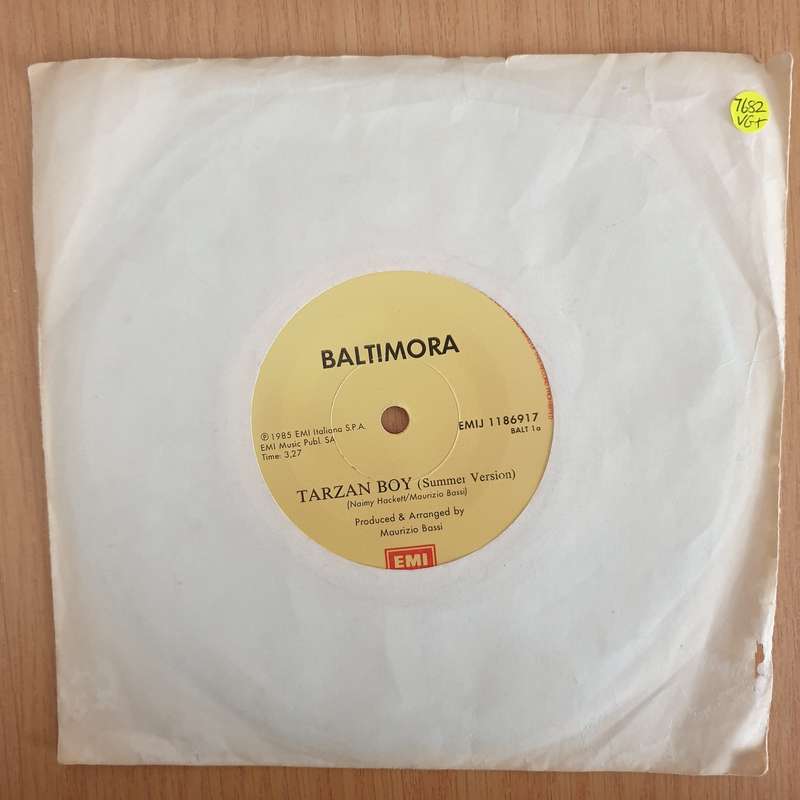 7682
VG+
BALTIMORA
℗ 1985 EMI Italiana S.P.A.
EMI Music Publ. SA
Time: 3,27
EMIJ 1186917
BALT 1a
TARZAN BOY (Summer Version)
(Naimy Hackett/Maurizio Bassi)
Produced & Arranged by
Maurizio Bassi
EMI